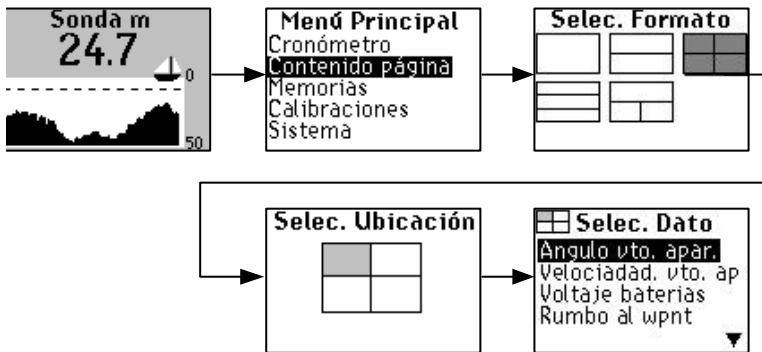 Sonda m
24.7
0
50
Menú Principal
Cronómetro
Contenido página
Memorias
Calibraciones
Sistema
Selec. Formato
Selec. Ubicación
Selec. Dato
Angulo vto. apar.
Velociadad. vto. ap
Voltaje baterias
Rumbo al wpnt